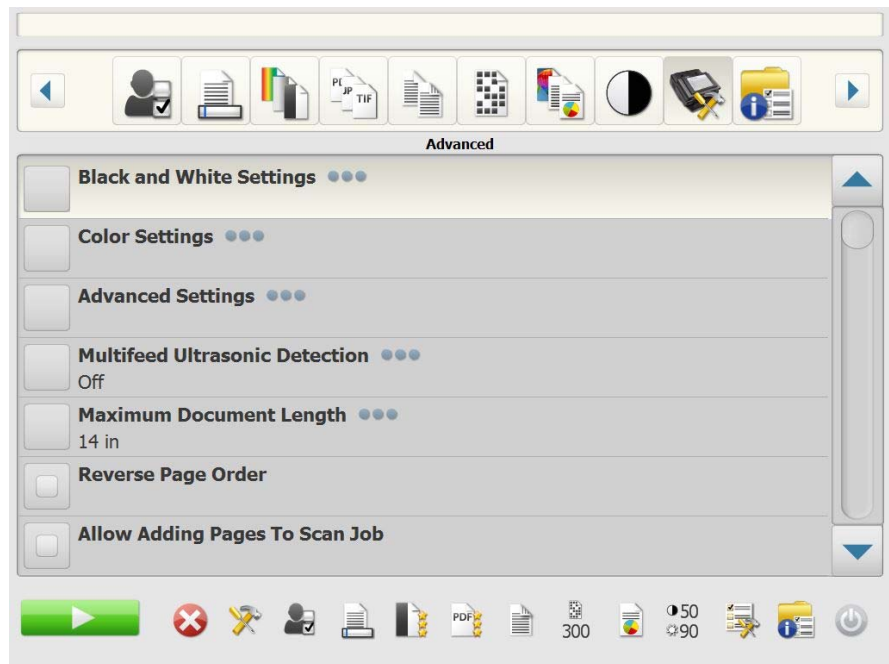 PDF
JP
TIF
Advanced
Black and White Settings
Color Settings
Advanced Settings
Multifeed Ultrasonic Detection
Off
Maximum Document Length
14 in
Reverse Page Order
Allow Adding Pages To Scan Job
PDF
300
50
90